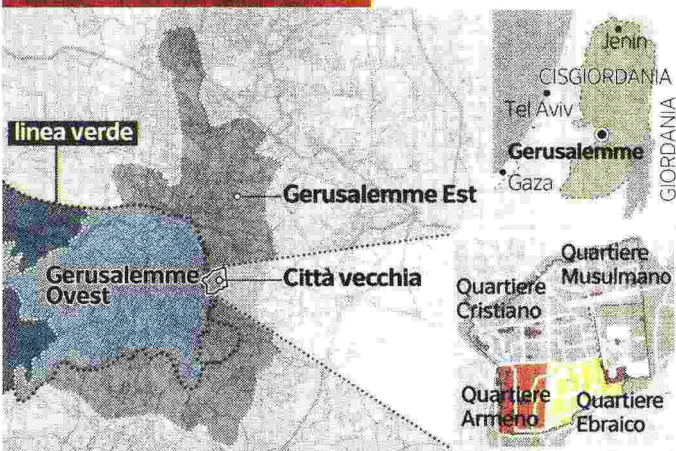 linea verde
Gerusalemme Est
Gerusalemme
Ovest
Città vecchia
Jenin
CISGIORDANIA
Tel Aviv
Gerusalemme
Gaza
GIORDANIA
Quartiere
Musulmano
Quartiere
Cristiano
Quartiere
Armeno
Quartiere
Ebraico